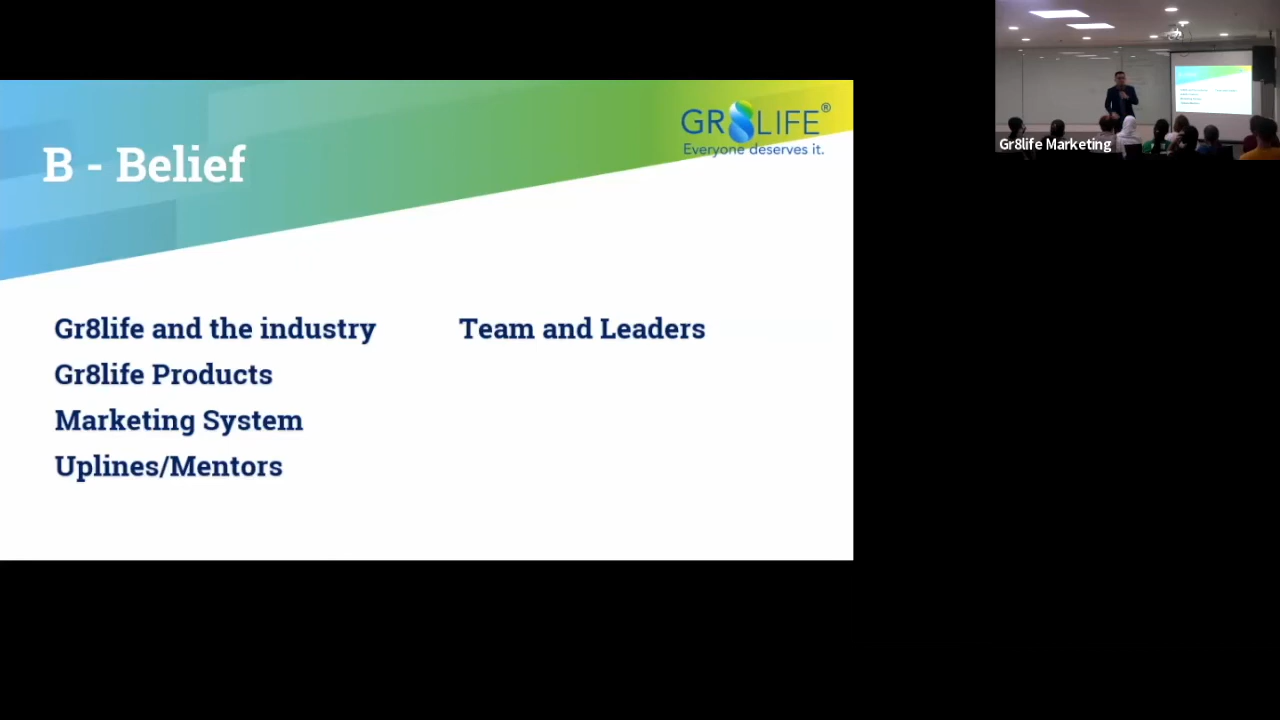 B - Belief
GR8LIFE®
Everyone deserves it.
Gr8life and the industry
Gr8life Products
Marketing System
Uplines/Mentors
Team and Leaders
Gr8life Marketing